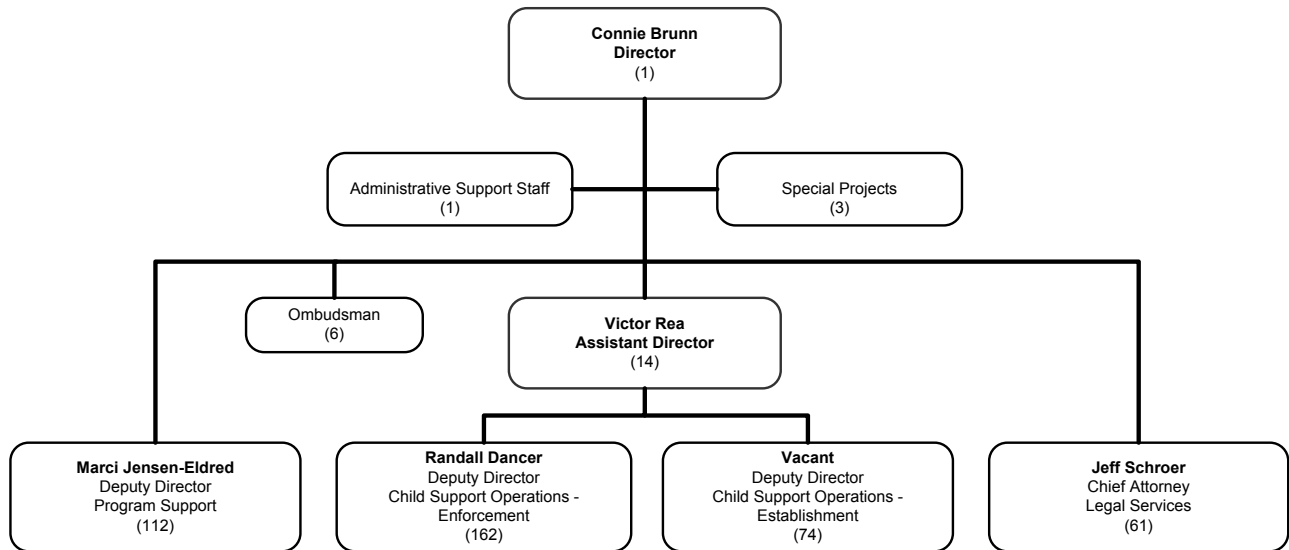 Connie Brunn
Director
(1)
Administrative Support Staff
(1)
Special Projects
(3)
Ombudsman
(6)
Victor Rea
Assistant Director
(14)
Marci Jensen-Eldred
Deputy Director
Program Support
(112)
Randall Dancer
Deputy Director
Child Support Operations -
Enforcement
(162)
Vacant
Deputy Director
Child Support Operations -
Establishment
(74)
Jeff Schroer
Chief Attorney
Legal Services
(61)